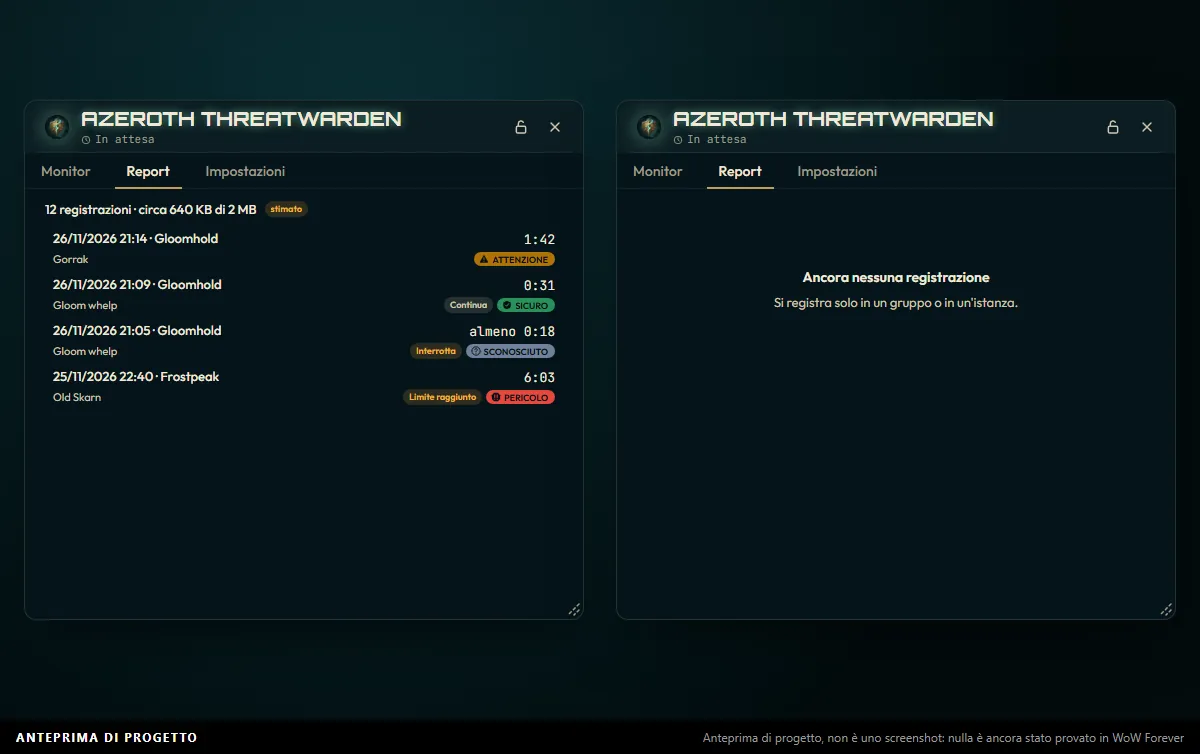 AZEROTH THREATWARDEN
In attesa
Monitor Report Impostazioni
12 registrazioni · circa 640 KB di 2 MB stimato
26/11/2026 21:14 · Gloomhold 1:42
Gorrak ATTENZIONE
26/11/2026 21:09 · Gloomhold 0:31
Gloom whelp Continua SICURO
26/11/2026 21:05 · Gloomhold almeno 0:18
Gloom whelp Interrotta SCONOSCIUTO
25/11/2026 22:40 · Frostpeak 6:03
Old Skarn Limite raggiunto PERICOLO
AZEROTH THREATWARDEN
In attesa
Monitor Report Impostazioni
Ancora nessuna registrazione
Si registra solo in un gruppo o in un'istanza.
ANTEPRIMA DI PROGETTO
Anteprima di progetto, non è uno screenshot: nulla è ancora stato provato in WoW Forever